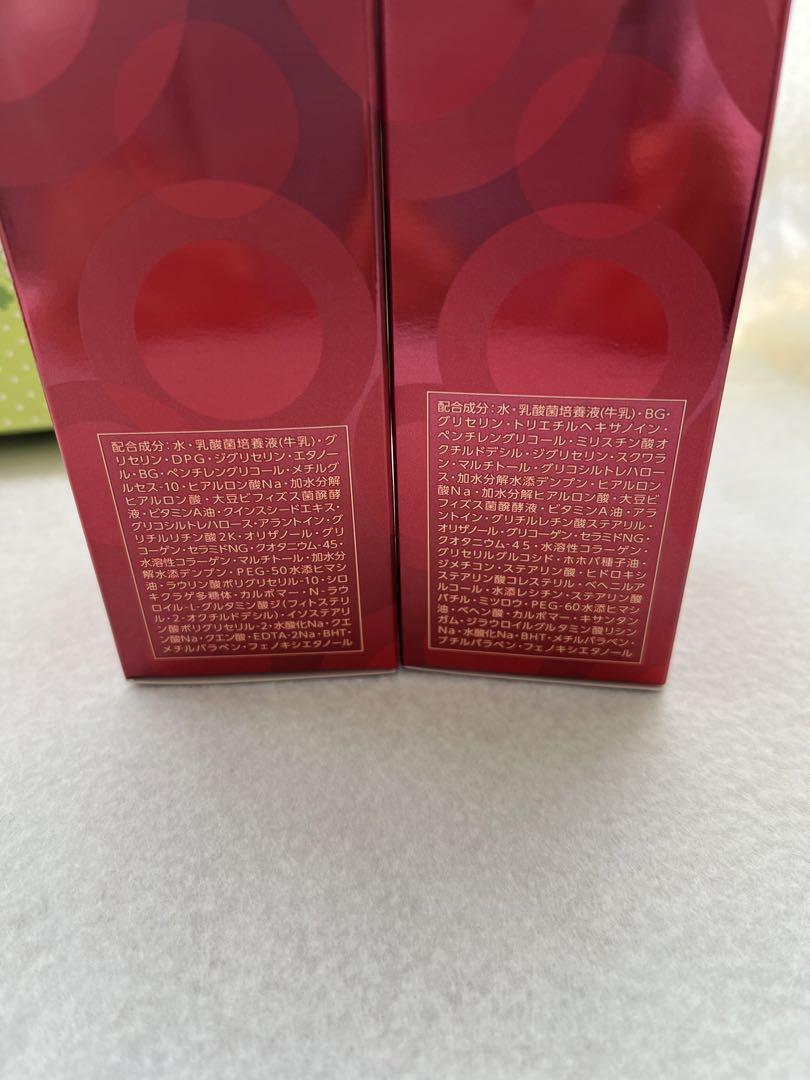 配合成分：水・乳酸菌培養液(牛乳)・グ
リセリン・DPG・ジグリセリン・エタノー
ル・BG・ペンチレングリコール・メチルグ
ルセス-10・ヒアルロン酸Na・加水分解
ヒアルロン酸・大豆ビフィズス菌醗酵
液・ビタミンA油・クインスシードエキス・
グリコシルトレハロース・アラントイン・グ
リチルリチン酸2K・オリザノール・グリ
コーゲン・セラミドNG・クオタニウム-45・
水溶性コラーゲン・マルチトール・加水分
解水添デンプン・PEG-50水添ヒマシ
油・ラウリン酸ポリグリセリル-10・シロ
キクラゲ多糖体・カルボマー・N-ラウ
ロイル-L-グルタミン酸ジ(フィトステリ
ル・2-オクチルドデシル)・イソステアリ
ン酸ポリグリセリル-2・水酸化Na・クエ
ン酸Na・クエン酸・EDTA-2Na・BHT・
メチルパラベン・フェノキシエタノール
配合成分：水・乳酸菌培養液(牛乳)・BG・
グリセリン・トリエチルヘキサノイン・
ペンチレングリコール・ミリスチン酸オ
クチルドデシル・ジグリセリン・スクワラ
ン・マルチトール・グリコシルトレハロー
ス・加水分解水添デンプン・ヒアルロン
酸Na・加水分解ヒアルロン酸・大豆ビ
フィズス菌醗酵液・ビタミンA油・アラ
ントイン・グリチルレチン酸ステアリル・
オリザノール・グリコーゲン・セラミドNG・
クオタニウム-45・水溶性コラーゲン・
グリセリルグルコシド・ホホバ種子油・
ジメチコン・ステアリン酸・ヒドロキシ
ステアリン酸コレステリル・ベヘニルア
ルコール・水添レシチン・ステアリン酸
バチル・ミツロウ・PEG-60水添ヒマシ
油・ベヘン酸・カルボマー・キサンタン
ガム・ジラウロイルグルタミン酸リシン
Na・水酸化Na・BHT・メチルパラベン・
ブチルパラベン・フェノキシエタノール